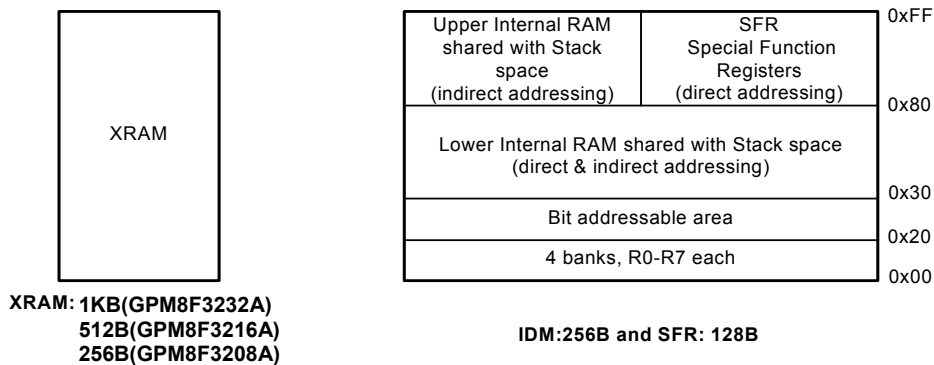 XRAM
XRAM: 1KB(GPM8F3232A)
512B(GPM8F3216A)
256B(GPM8F3208A)
Upper Internal RAM
shared with Stack
space
(indirect addressing)
SFR
Special Function
Registers
(direct addressing)
0xFF
0x80
Lower Internal RAM shared with Stack space
(direct & indirect addressing)
0x30
Bit addressable area
0x20
4 banks, R0-R7 each
0x00
IDM:256B and SFR: 128B